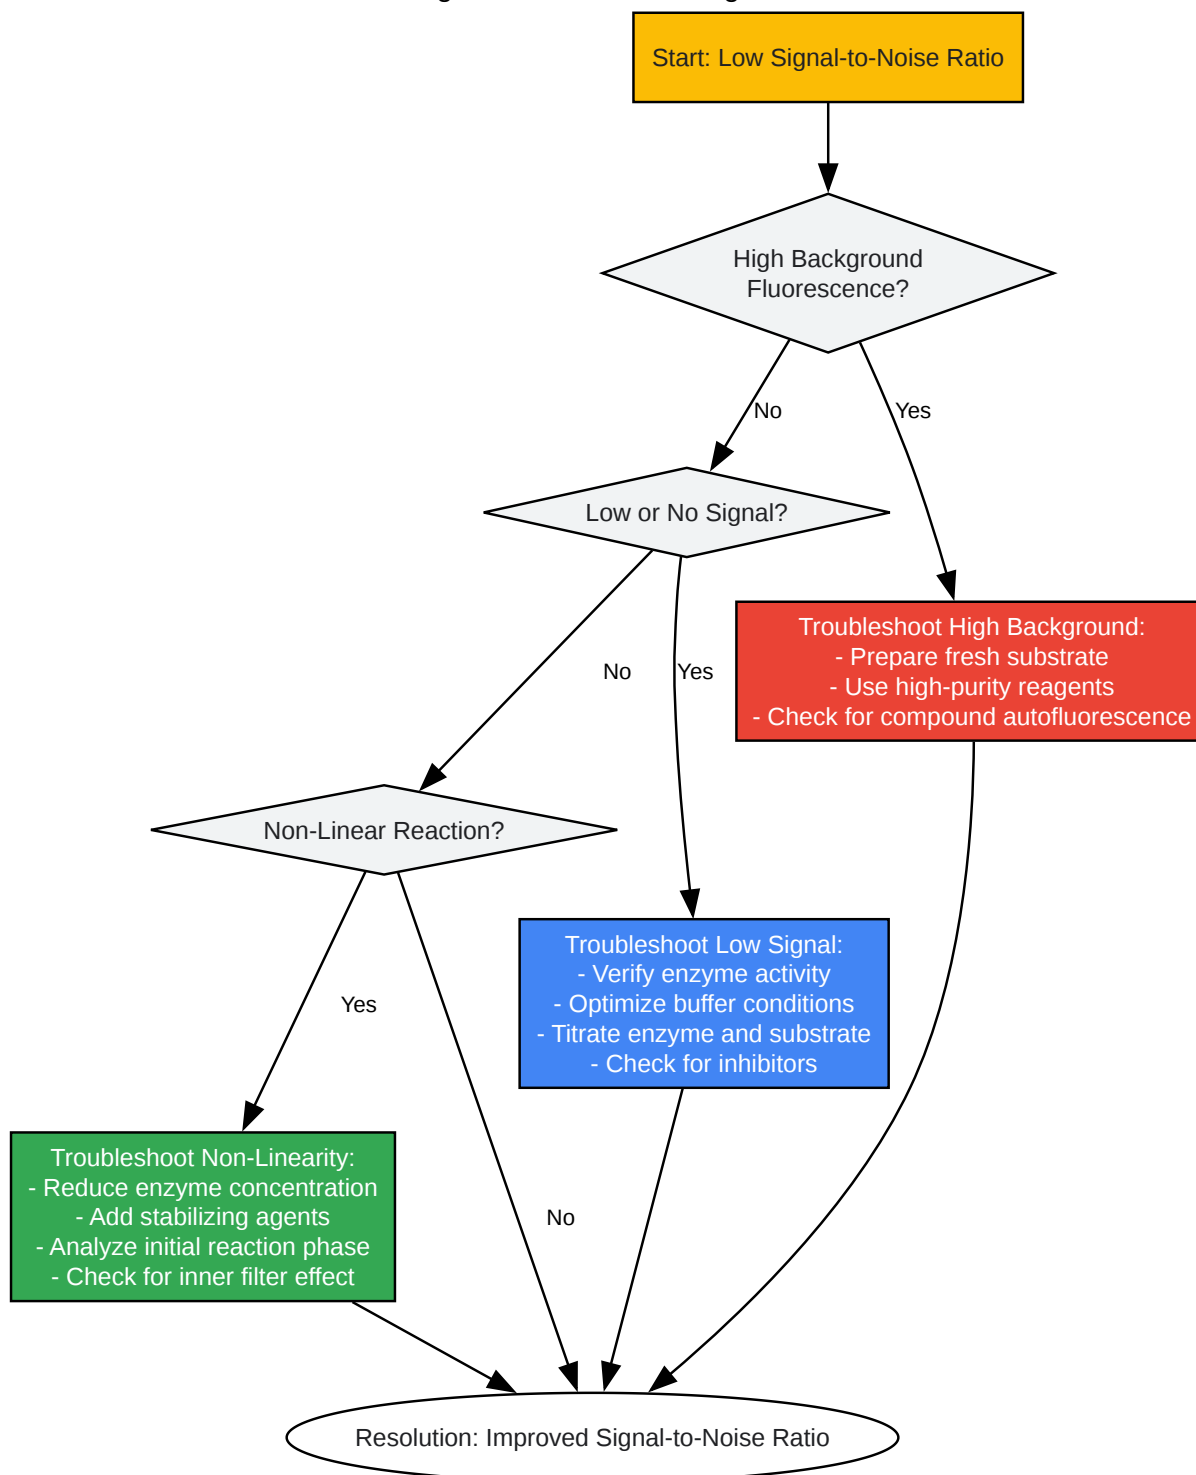 Start: Low Signal-to-Noise Ratio
High Background
Fluorescence?
No
Yes
Low or No Signal?
Troubleshoot High Background:
- Prepare fresh substrate
- Use high-purity reagents
- Check for compound autofluorescence
No
Yes
Non-Linear Reaction?
Troubleshoot Low Signal:
- Verify enzyme activity
- Optimize buffer conditions
- Titrate enzyme and substrate
- Check for inhibitors
Yes
Troubleshoot Non-Linearity:
- Reduce enzyme concentration
- Add stabilizing agents
- Analyze initial reaction phase
- Check for inner filter effect
No
Resolution: Improved Signal-to-Noise Ratio